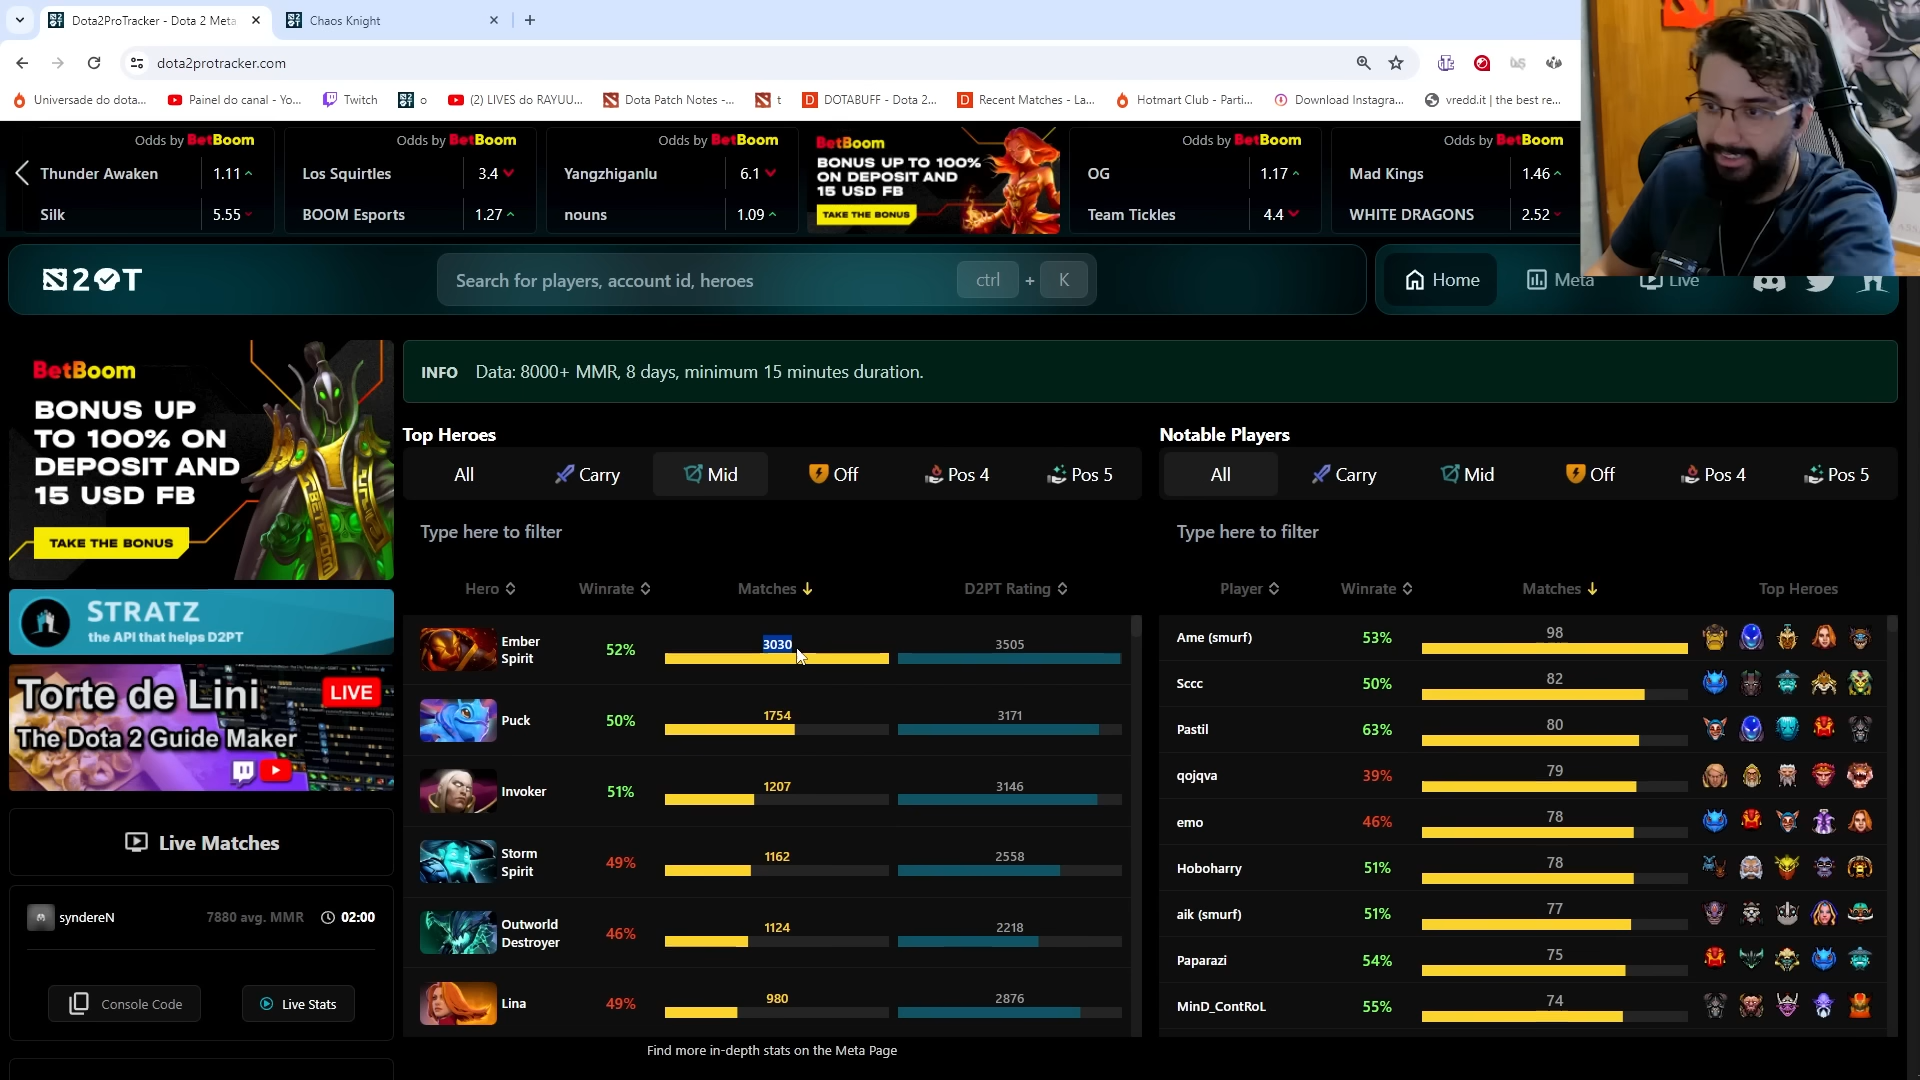 Dota2ProTracker - Dota 2 Meta
Chaos Knight
dota2protracker.com
Universade do dota...
Painel do canal - Yo...
Twitch
o
(2) LIVES do RAYUU...
Dota Patch Notes -...
t
DOTABUFF - Dota 2...
Recent Matches - La...
Hotmart Club - Parti...
Download Instagra...
vredd.it | the best re...
Odds by BetBoom
Thunder Awaken 1.11
Silk 5.55
Odds by BetBoom
Los Squirtles 3.4
BOOM Esports 1.27
Odds by BetBoom
Yangzhiganlu 6.1
nouns 1.09
BetBoom
BONUS UP TO 100%
ON DEPOSIT AND
15 USD FB
TAKE THE BONUS
Odds by BetBoom
OG 1.17
Team Tickles 4.4
Odds by BetBoom
Mad Kings 1.46
WHITE DRAGONS 2.52
Search for players, account id, heroes
ctrl + K
Home
Meta
Live
BetBoom
BONUS UP
TO 100% ON
DEPOSIT AND
15 USD FB
TAKE THE BONUS
STRATZ
the API that helps D2PT
Torte de Lini
LIVE
The Dota 2 Guide Maker
Live Matches
syndereN 7880 avg. MMR 02:00
Console Code
Live Stats
INFO Data: 8000+ MMR, 8 days, minimum 15 minutes duration.
Top Heroes
All Carry Mid Off Pos 4 Pos 5
Type here to filter
Hero Winrate Matches D2PT Rating
Ember Spirit 52% 3030 3505
Puck 50% 1754 3171
Invoker 51% 1207 3146
Storm Spirit 49% 1162 2558
Outworld Destroyer 46% 1124 2218
Lina 49% 980 2876
Find more in-depth stats on the Meta Page
Notable Players
All Carry Mid Off Pos 4 Pos 5
Type here to filter
Player Winrate Matches Top Heroes
Ame (smurf) 53% 98
Sccc 50% 82
Pastil 63% 80
qojqva 39% 79
emo 46% 78
Hoboharry 51% 78
aik (smurf) 51% 77
Paparazi 54% 75
MinD_ContRoL 55% 74